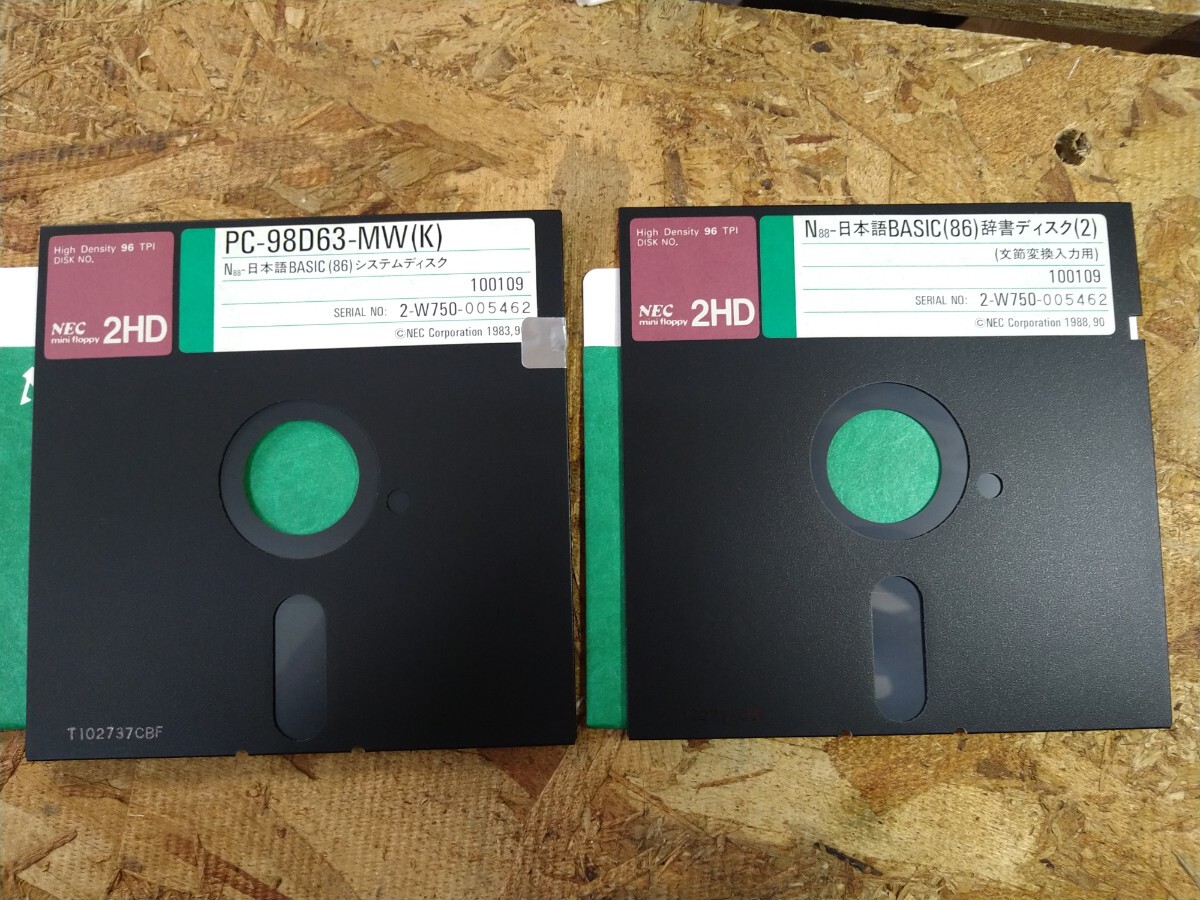 High Density 96 TPI
DISK NO.
NEC
mini floppy 2HD
PC-98D63-MW(K)
N88-日本語BASIC(86)システムディスク
100109
SERIAL NO: 2-W750-005462
©NEC Corporation 1983,9
T102737CBF
High Density 96 TPI
DISK NO.
NEC
mini floppy 2HD
N88-日本語BASIC(86)辞書ディスク(2)
(文節変換入力用)
100109
SERIAL NO: 2-W750-005462
©NEC Corporation 1988,90